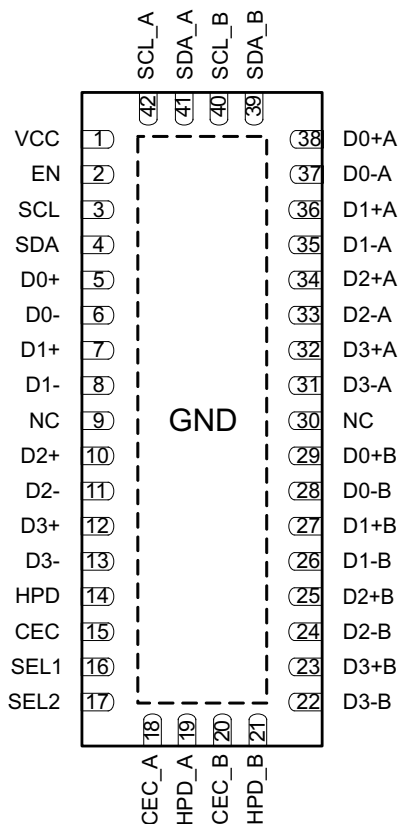 SCL_A SDA_A SCL_B SDA_B
42 41 40 39
VCC 1 38 D0+A
EN 2 37 D0-A
SCL 3 36 D1+A
SDA 4 35 D1-A
D0+ 5 34 D2+A
D0- 6 33 D2-A
D1+ 7 32 D3+A
D1- 8 31 D3-A
NC 9 GND 30 NC
D2+ 10 29 D0+B
D2- 11 28 D0-B
D3+ 12 27 D1+B
D3- 13 26 D1-B
HPD 14 25 D2+B
CEC 15 24 D2-B
SEL1 16 23 D3+B
SEL2 17 22 D3-B
18 19 20 21
CEC_A HPD_A CEC_B HPD_B